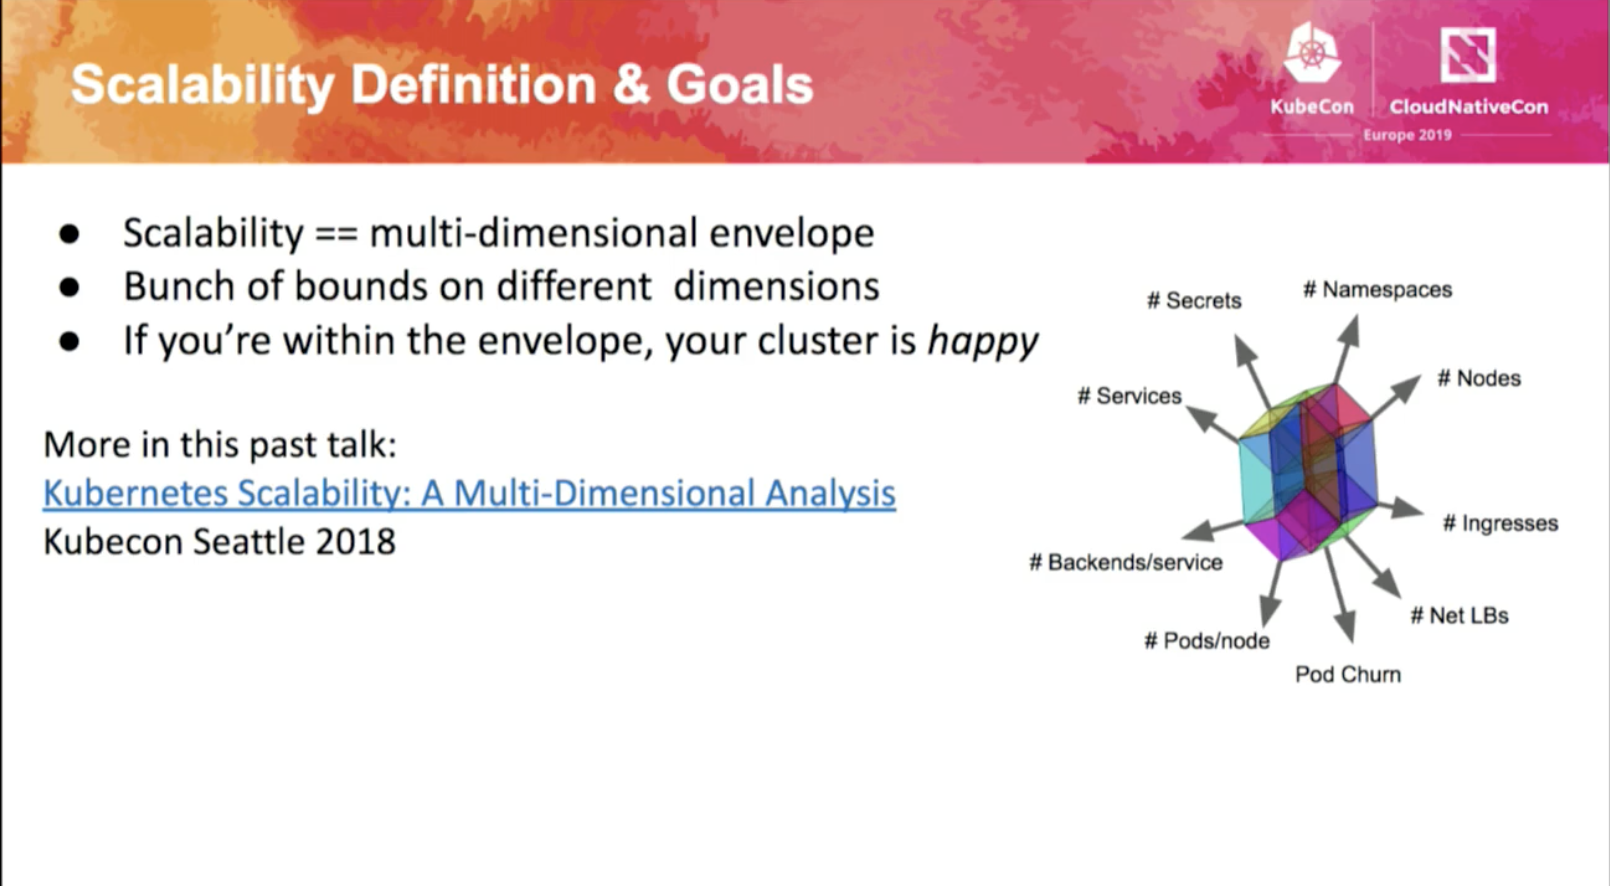 Scalability Definition & Goals
KubeCon
CloudNativeCon
Europe 2019
● Scalability == multi-dimensional envelope
● Bunch of bounds on different  dimensions
● If you’re within the envelope, your cluster is happy
More in this past talk:
Kubernetes Scalability: A Multi-Dimensional Analysis
Kubecon Seattle 2018
# Secrets
# Namespaces
# Services
# Nodes
# Ingresses
# Backends/service
# Net LBs
# Pods/node
Pod Churn